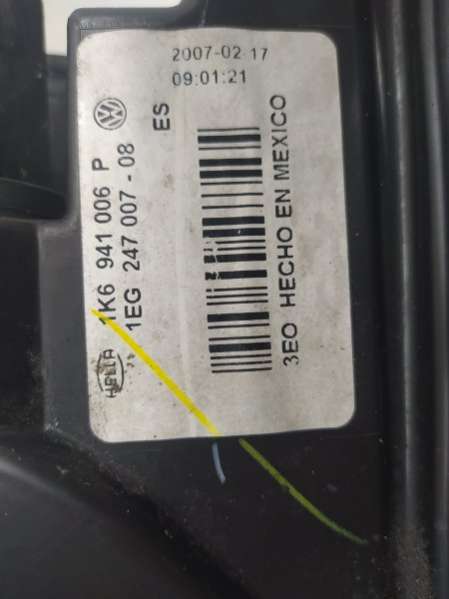 2007-02-17
09:01:21
1K6 941 006 P
1EG 247 007-08
ES
HELLA
3EO HECHO EN MEXICO